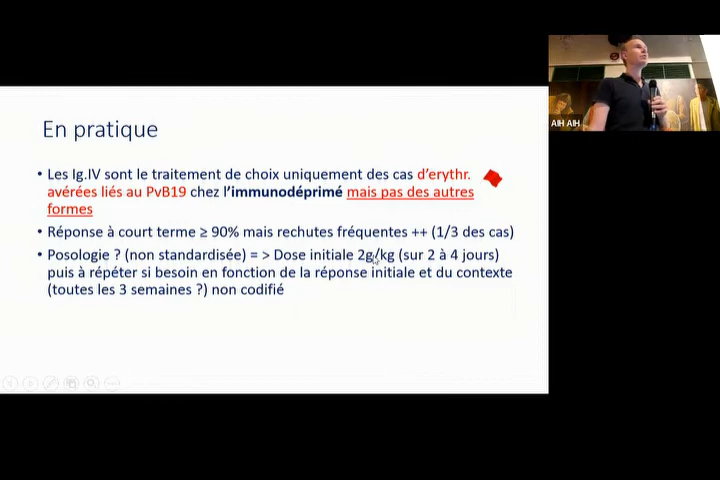 En pratique
• Les Ig.IV sont le traitement de choix uniquement des cas d'erythr.
avérées liés au PvB19 chez l'immunodéprimé mais pas des autres
formes
• Réponse à court terme ≥ 90% mais rechutes fréquentes ++ (1/3 des cas)
• Posologie ? (non standardisée) = > Dose initiale 2g/kg (sur 2 à 4 jours)
puis à répéter si besoin en fonction de la réponse initiale et du contexte
(toutes les 3 semaines ?) non codifié
AIH AIH